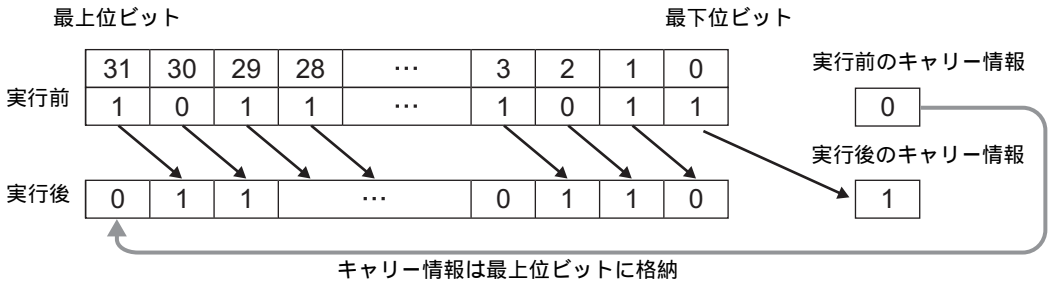 最上位ビット 最下位ビット
31 30 29 28 … 3 2 1 0 実行前のキャリー情報
実行前 1 0 1 1 … 1 0 1 1 0
実行後のキャリー情報
実行後 0 1 1 … 0 1 1 0 1
キャリー情報は最上位ビットに格納